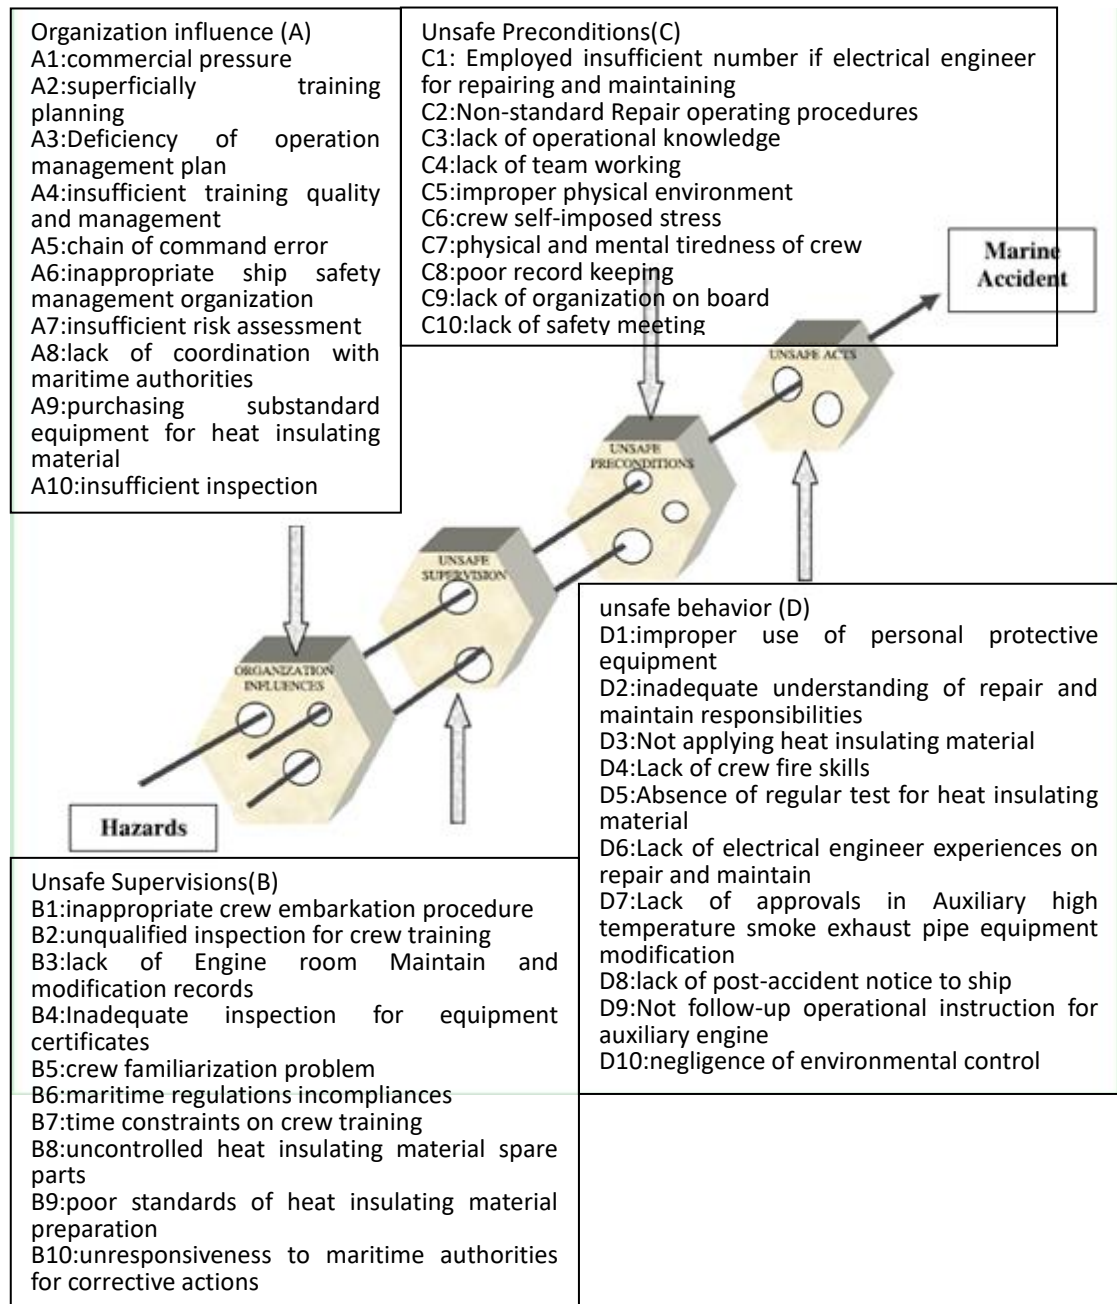 Organization influence (A)
A1:commercial pressure
A2:superficially training
planning
A3:Deficiency of operation
management plan
A4:insufficient training quality
and management
A5:chain of command error
A6:inappropriate ship safety
management organization
A7:insufficient risk assessment
A8:lack of coordination with
maritime authorities
A9:purchasing substandard
equipment for heat insulating
material
A10:insufficient inspection
Unsafe Preconditions(C)
C1: Employed insufficient number if electrical engineer
for repairing and maintaining
C2:Non-standard Repair operating procedures
C3:lack of operational knowledge
C4:lack of team working
C5:improper physical environment
C6:crew self-imposed stress
C7:physical and mental tiredness of crew
C8:poor record keeping
C9:lack of organization on board
C10:lack of safety meeting
Marine
Accident
UNSAFE ACTS
UNSAFE
PRECONDITIONS
UNSAFE
SUPERVISION
ORGANIZATION
INFLUENCES
Hazards
unsafe behavior (D)
D1:improper use of personal protective
equipment
D2:inadequate understanding of repair and
maintain responsibilities
D3:Not applying heat insulating material
D4:Lack of crew fire skills
D5:Absence of regular test for heat insulating
material
D6:Lack of electrical engineer experiences on
repair and maintain
D7:Lack of approvals in Auxiliary high
temperature smoke exhaust pipe equipment
modification
D8:lack of post-accident notice to ship
D9:Not follow-up operational instruction for
auxiliary engine
D10:negligence of environmental control
Unsafe Supervisions(B)
B1:inappropriate crew embarkation procedure
B2:unqualified inspection for crew training
B3:lack of Engine room Maintain and
modification records
B4:Inadequate inspection for equipment
certificates
B5:crew familiarization problem
B6:maritime regulations incompliances
B7:time constraints on crew training
B8:uncontrolled heat insulating material spare
parts
B9:poor standards of heat insulating material
preparation
B10:unresponsiveness to maritime authorities
for corrective actions